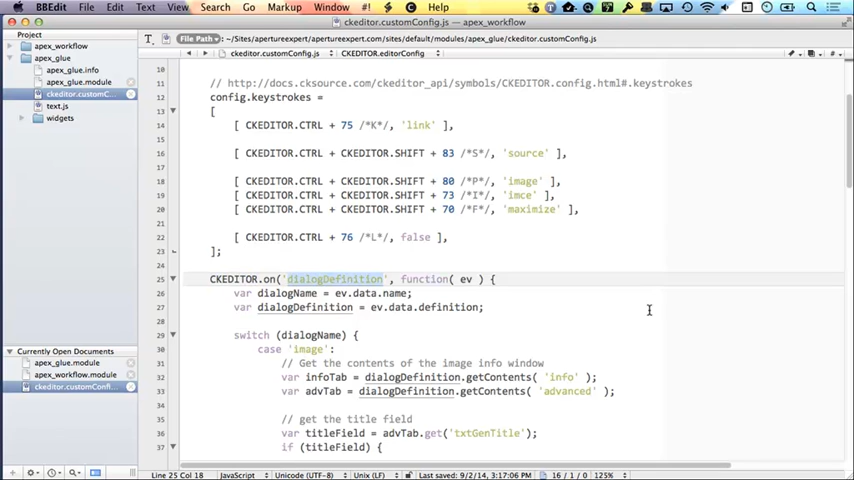 BBEdit File Edit Text View Search Go Markup Window
ckeditor.customConfig.js — apex_workflow
Project
apex_workflow
apex_glue
apex_glue.info
apex_glue.module
ckeditor.customC...
text.js
widgets
Currently Open Documents
apex_glue.module
apex_workflow.module
ckeditor.customConfi...
File Path ~/Sites/apertureexpert/apertureexpert.com/sites/default/modules/apex_glue/ckeditor.customConfig.js
ckeditor.customConfig.js CKEDITOR.editorConfig
10
11 // http://docs.cksource.com/ckeditor_api/symbols/CKEDITOR.config.html#.keystrokes
12 config.keystrokes =
13 [
14 [ CKEDITOR.CTRL + 75 /*K*/, 'link' ],
15
16 [ CKEDITOR.CTRL + CKEDITOR.SHIFT + 83 /*S*/, 'source' ],
17
18 [ CKEDITOR.CTRL + CKEDITOR.SHIFT + 80 /*P*/, 'image' ],
19 [ CKEDITOR.CTRL + CKEDITOR.SHIFT + 73 /*I*/, 'imce' ],
20 [ CKEDITOR.CTRL + CKEDITOR.SHIFT + 70 /*F*/, 'maximize' ],
21
22 [ CKEDITOR.CTRL + 76 /*L*/, false ],
23 ];
24
25 CKEDITOR.on('dialogDefinition', function( ev ) {
26 var dialogName = ev.data.name;
27 var dialogDefinition = ev.data.definition;
28
29 switch (dialogName) {
30 case 'image':
31 // Get the contents of the image info window
32 var infoTab = dialogDefinition.getContents( 'info' );
33 var advTab = dialogDefinition.getContents( 'advanced' );
34
35 // get the title field
36 var titleField = advTab.get('txtGenTitle');
37 if (titleField) {
Line 25 Col 18 JavaScript Unicode (UTF-8) Unix (LF) Last saved: 9/2/14 3:17:06 PM 16 / 1 / 0 125%